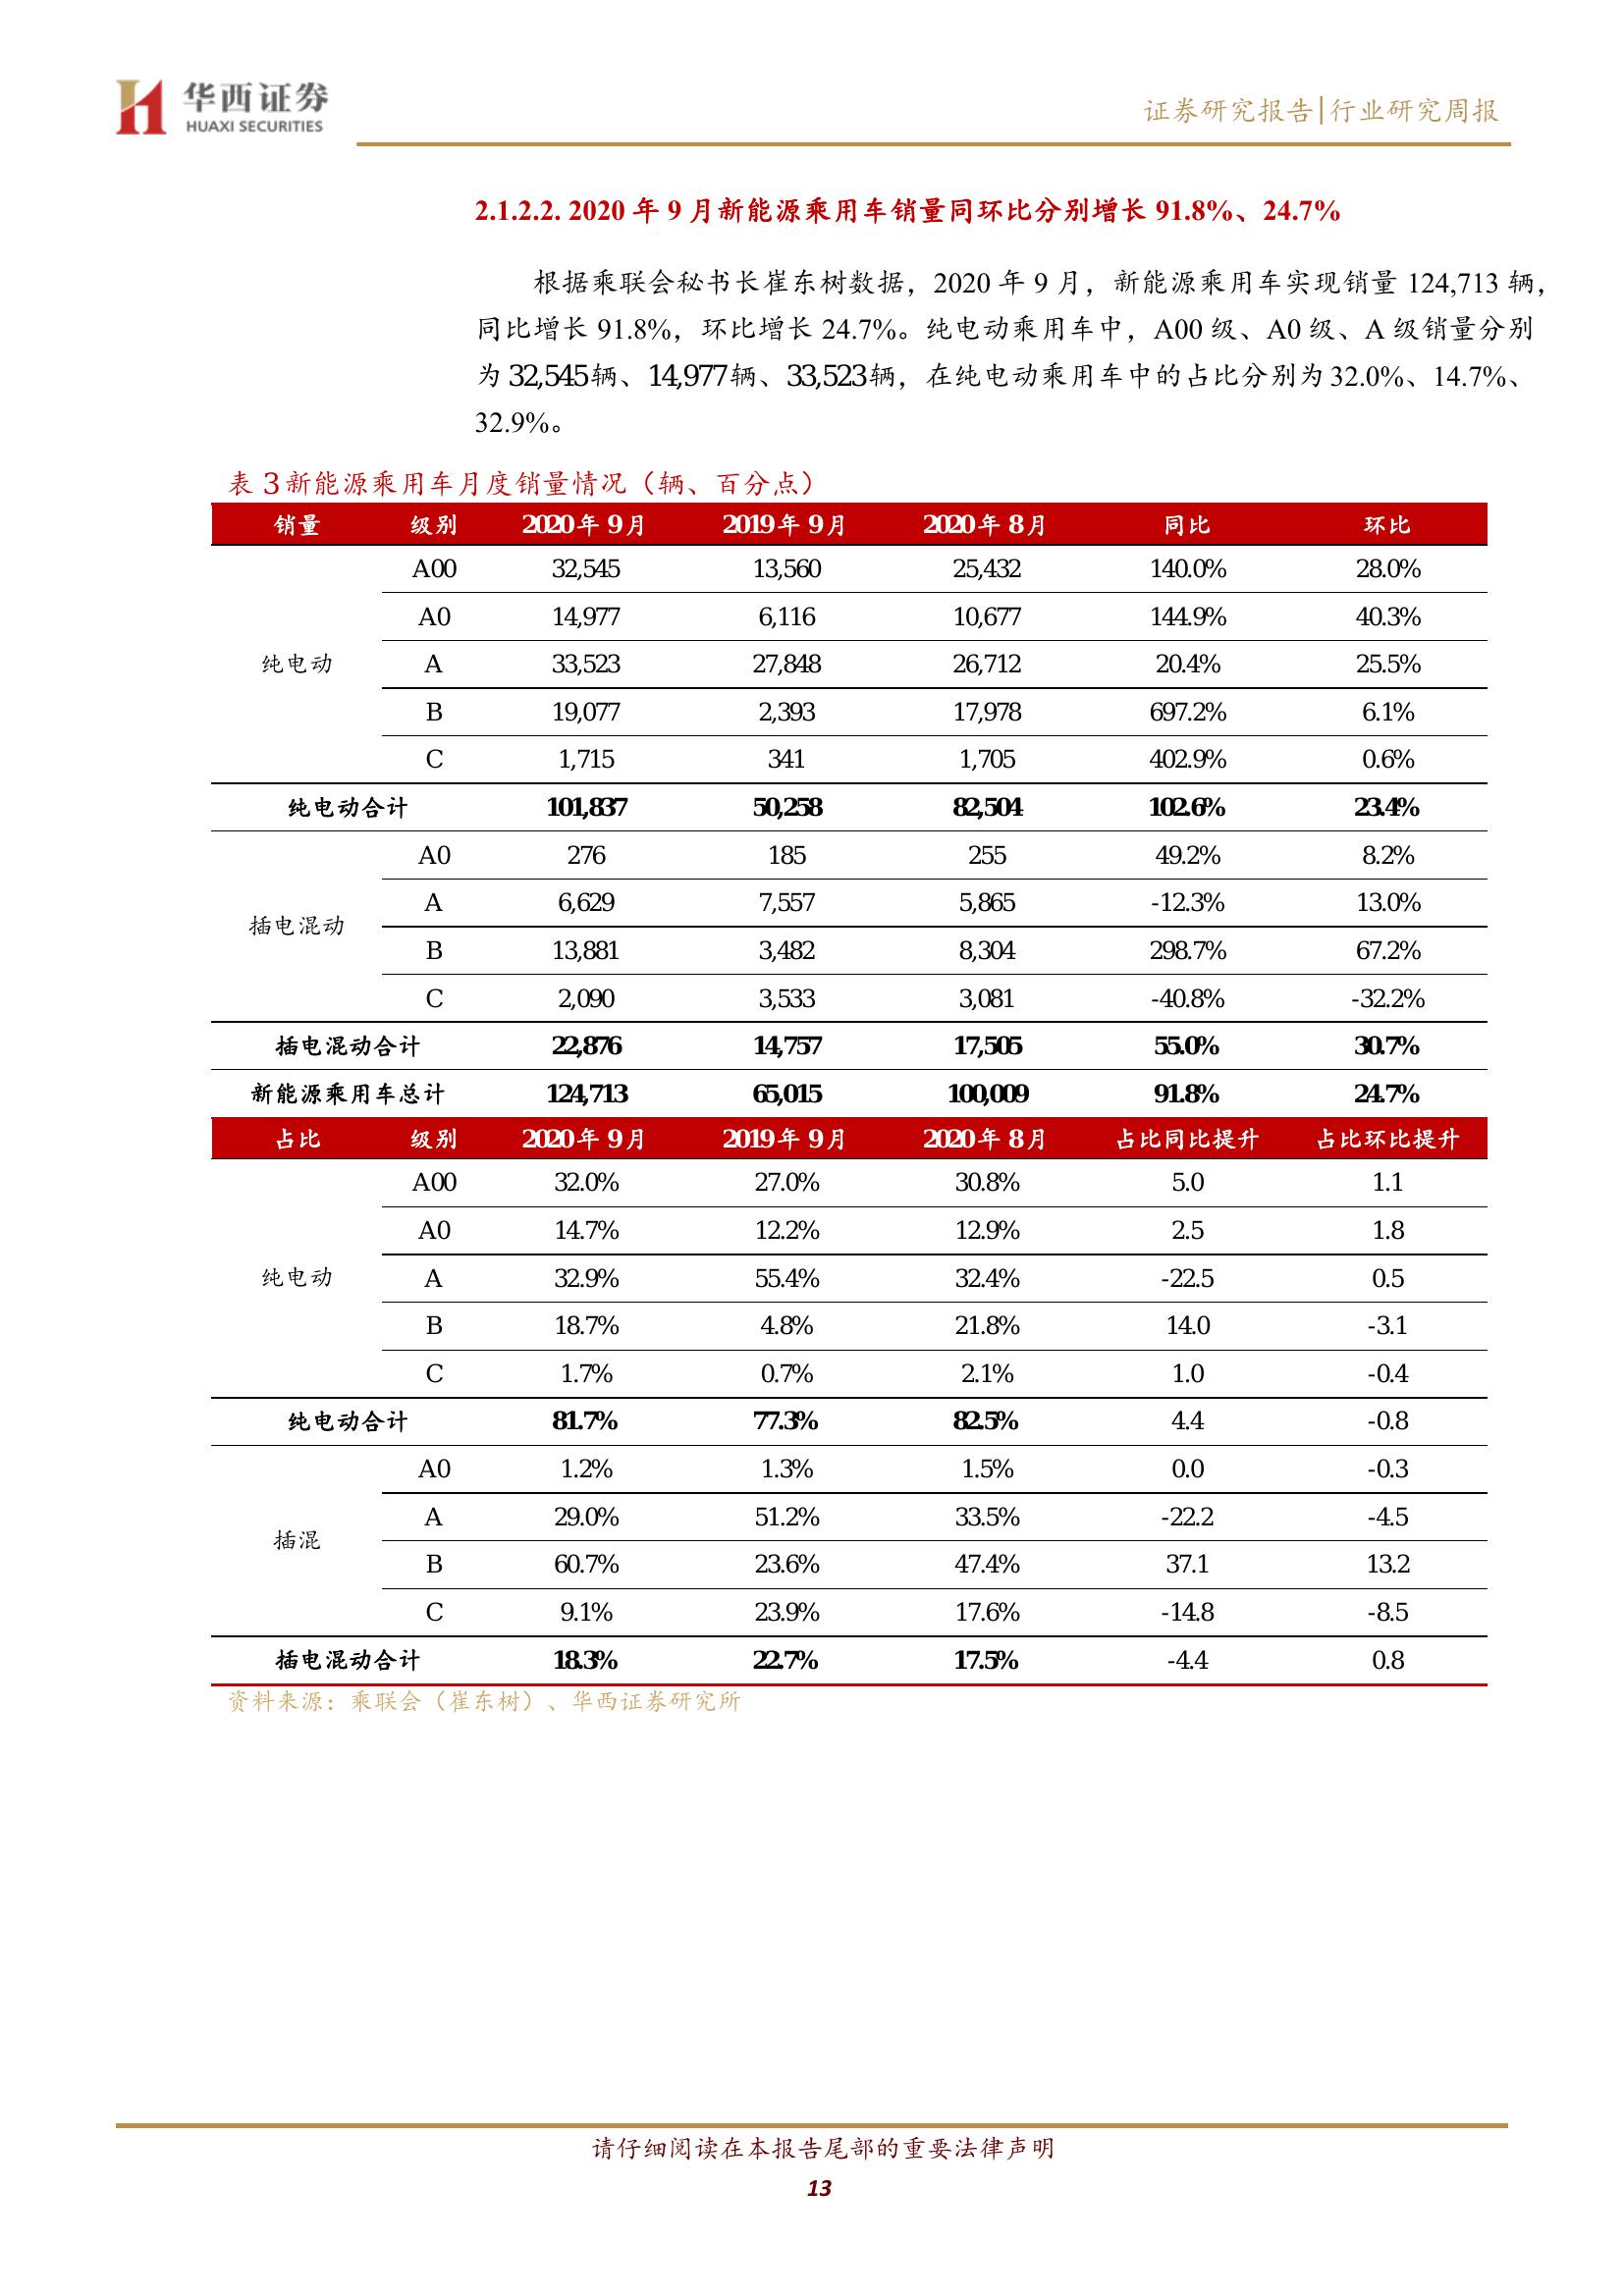 华西证券
HUAXI SECURITIES
证券研究报告|行业研究周报
2.1.2.2. 2020 年 9 月新能源乘用车销量同环比分别增长 91.8%、24.7%
根据乘联会秘书长崔东树数据，2020 年 9 月，新能源乘用车实现销量 124,713 辆，
同比增长 91.8%，环比增长 24.7%。纯电动乘用车中，A00 级、A0 级、A 级销量分别
为 32,545 辆、14,977 辆、33,523 辆，在纯电动乘用车中的占比分别为 32.0%、14.7%、
32.9%。
表 3 新能源乘用车月度销量情况（辆、百分点）
销量 级别 2020 年 9 月 2019 年 9 月 2020 年 8 月 同比 环比
A00 32,545 13,560 25,432 140.0% 28.0%
A0 14,977 6,116 10,677 144.9% 40.3%
纯电动 A 33,523 27,848 26,712 20.4% 25.5%
B 19,077 2,393 17,978 697.2% 6.1%
C 1,715 341 1,705 402.9% 0.6%
纯电动合计 101,837 50,258 82,504 102.6% 23.4%
A0 276 185 255 49.2% 8.2%
A 6,629 7,557 5,865 -12.3% 13.0%
插电混动
B 13,881 3,482 8,304 298.7% 67.2%
C 2,090 3,533 3,081 -40.8% -32.2%
插电混动合计 22,876 14,757 17,505 55.0% 30.7%
新能源乘用车总计 124,713 65,015 100,009 91.8% 24.7%
占比 级别 2020 年 9 月 2019 年 9 月 2020 年 8 月 占比同比提升 占比环比提升
A00 32.0% 27.0% 30.8% 5.0 1.1
A0 14.7% 12.2% 12.9% 2.5 1.8
纯电动 A 32.9% 55.4% 32.4% -22.5 0.5
B 18.7% 4.8% 21.8% 14.0 -3.1
C 1.7% 0.7% 2.1% 1.0 -0.4
纯电动合计 81.7% 77.3% 82.5% 4.4 -0.8
A0 1.2% 1.3% 1.5% 0.0 -0.3
A 29.0% 51.2% 33.5% -22.2 -4.5
插混
B 60.7% 23.6% 47.4% 37.1 13.2
C 9.1% 23.9% 17.6% -14.8 -8.5
插电混动合计 18.3% 22.7% 17.5% -4.4 0.8
资料来源：乘联会（崔东树）、华西证券研究所
请仔细阅读在本报告尾部的重要法律声明
13